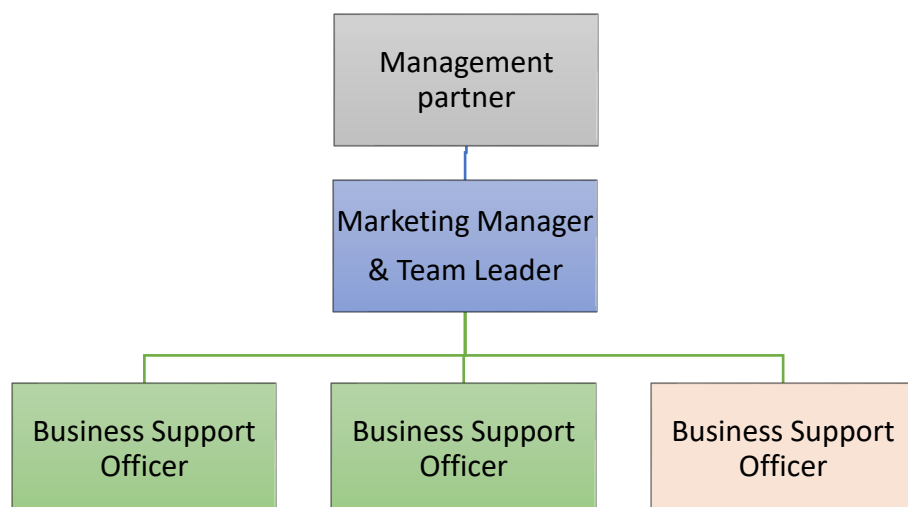 Management
partner
Marketing Manager
& Team Leader
Business Support
Officer
Business Support
Officer
Business Support
Officer